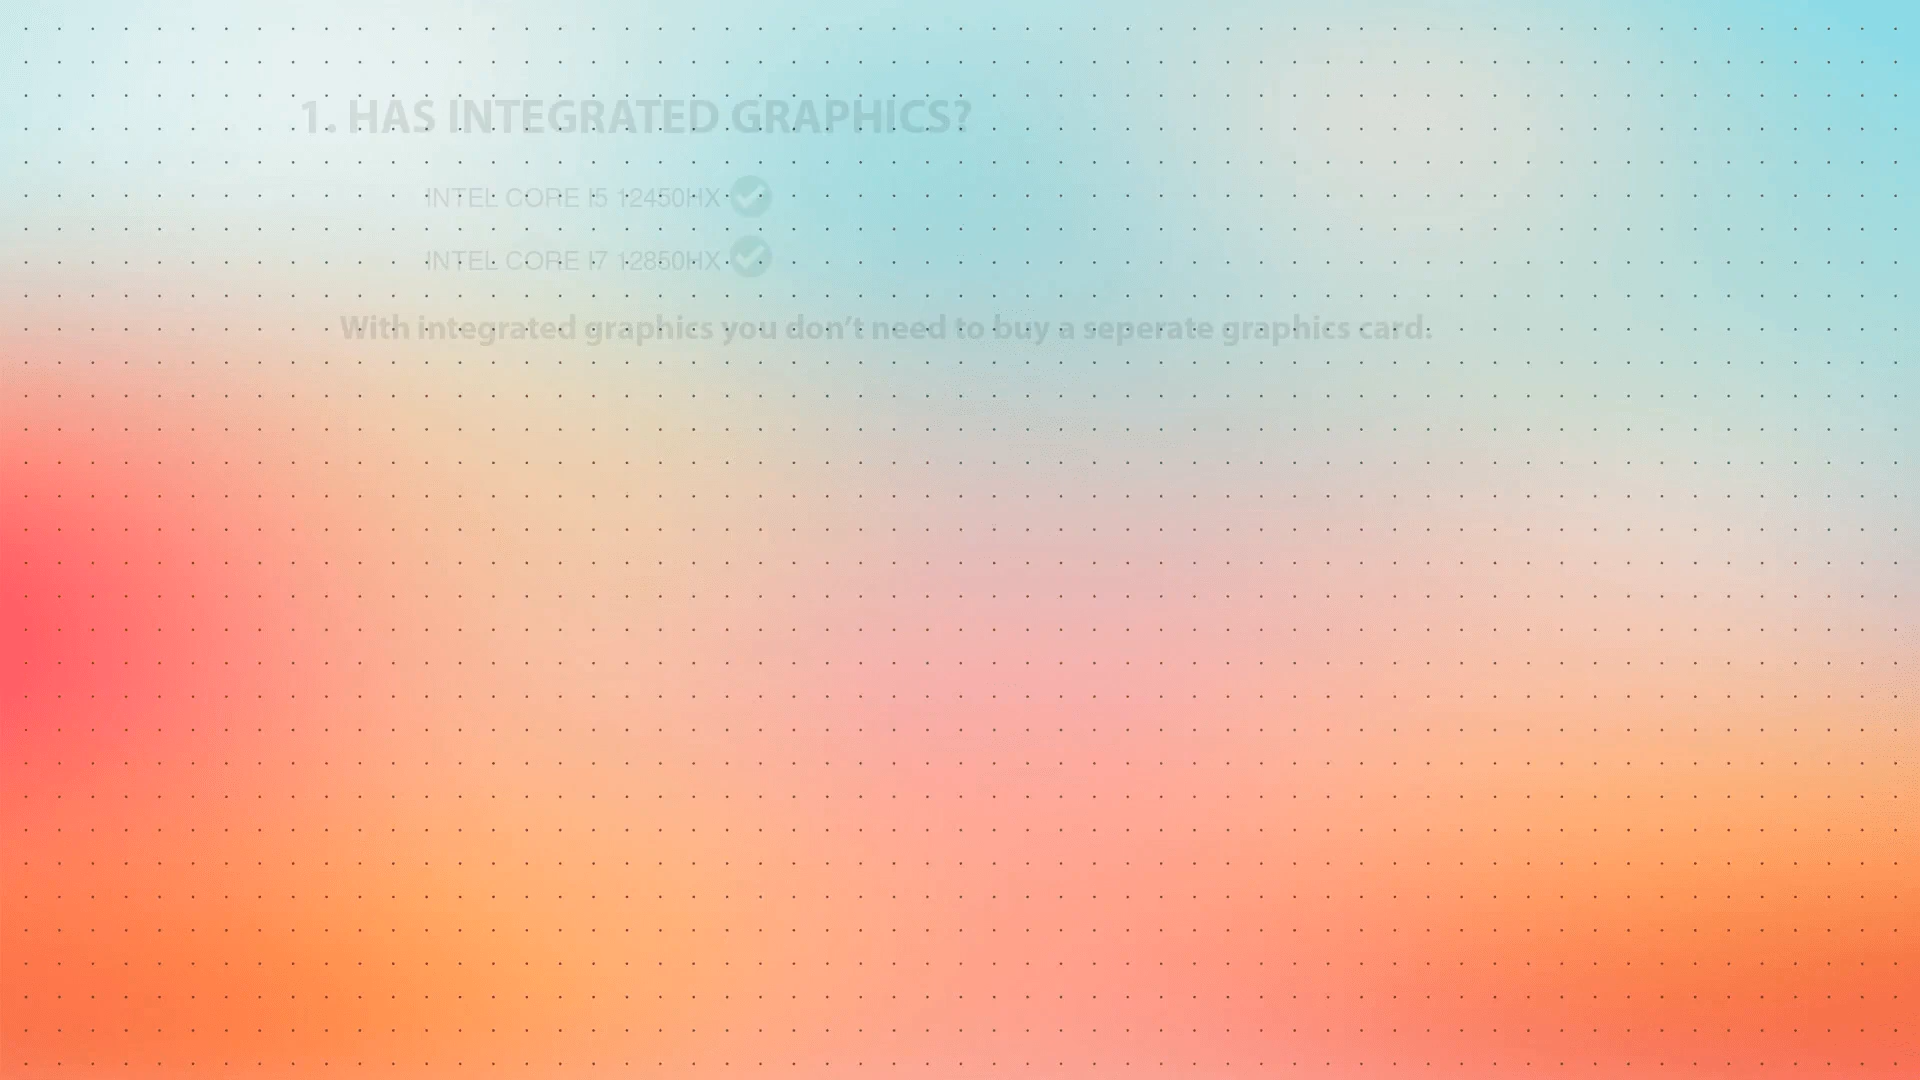 1. HAS INTEGRATED GRAPHICS?
INTEL CORE I5 12450HX
INTEL CORE I7 12850HX
With integrated graphics you don’t need to buy a seperate graphics card.